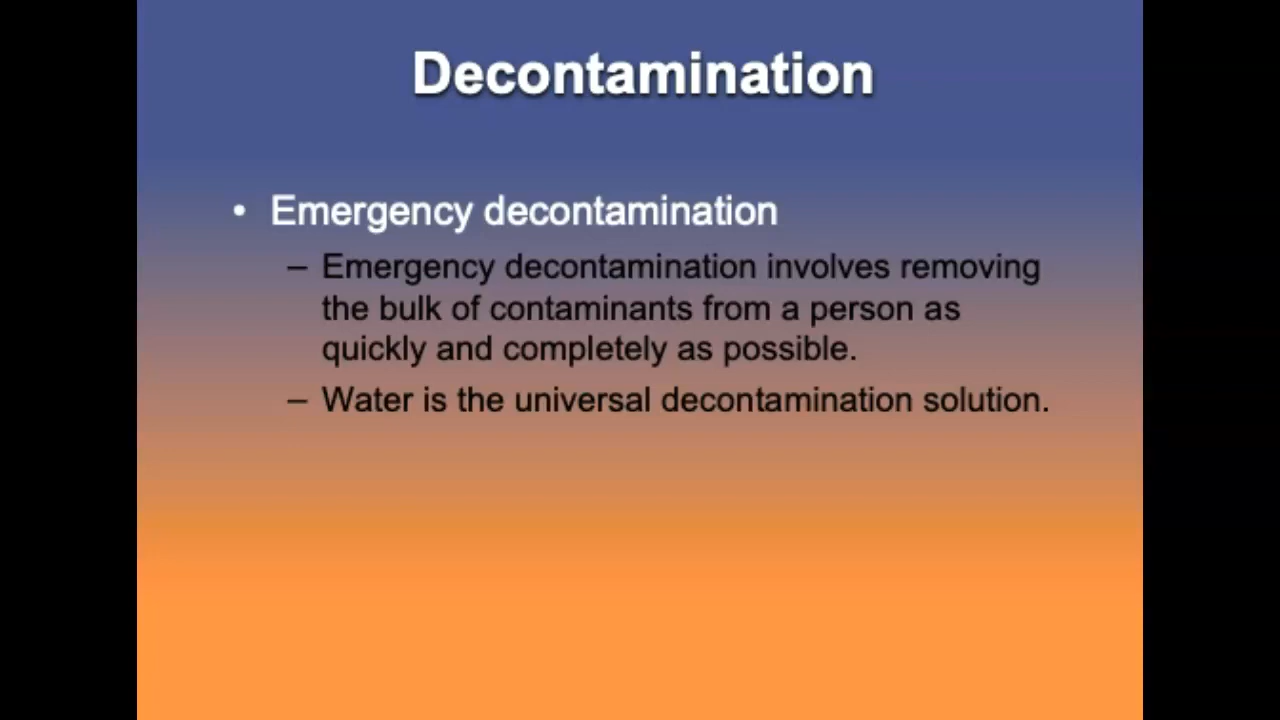 Decontamination
• Emergency decontamination
– Emergency decontamination involves removing
the bulk of contaminants from a person as
quickly and completely as possible.
– Water is the universal decontamination solution.